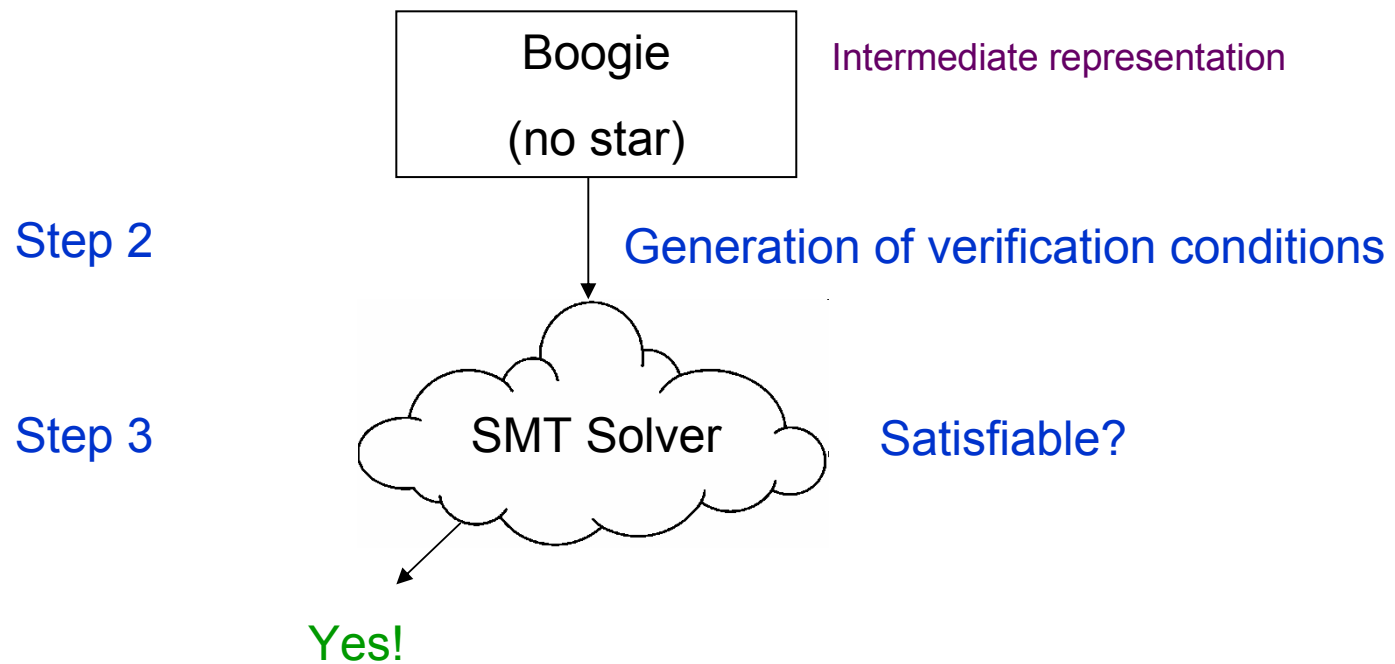 Boogie
Intermediate representation
(no star)
Step 2
Generation of verification conditions
Step 3
SMT Solver
Satisfiable?
Yes!